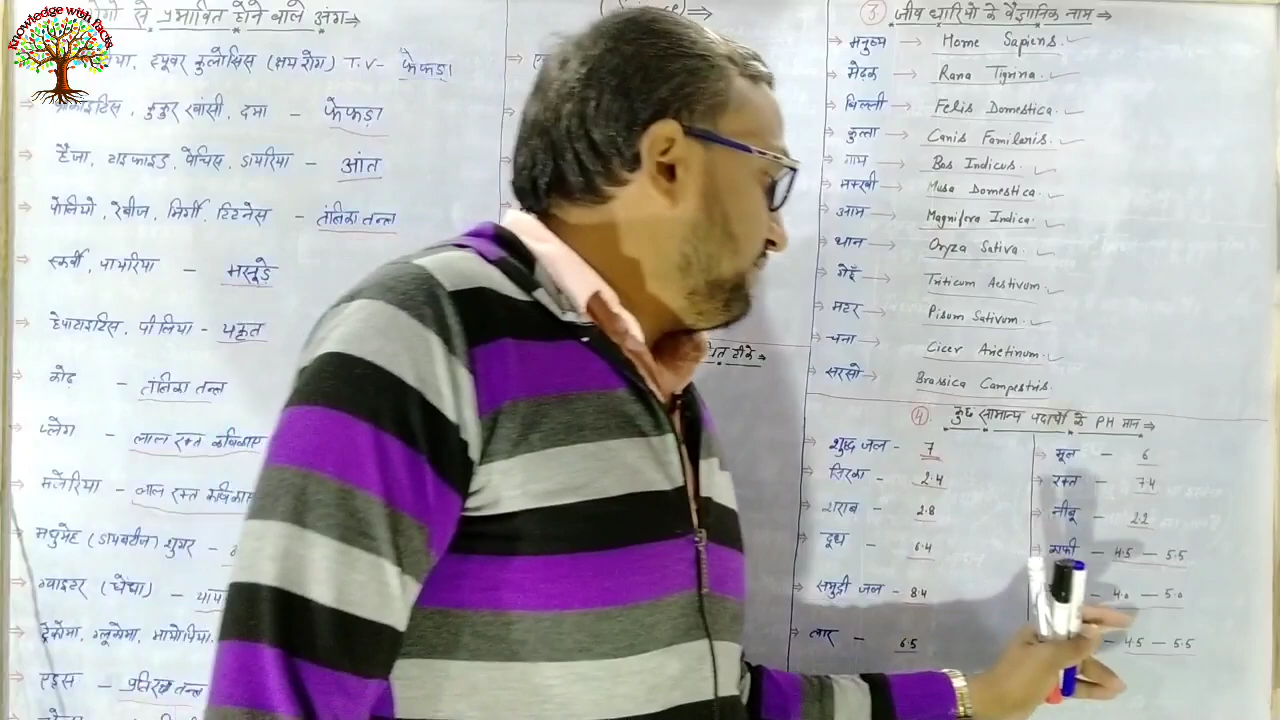 Knowledge with facts
रोगो से प्रभावित होने वाले अंग⇒
ट्यूबर कुलोसिस (क्षय रोग) T.V- फेफड़ा
कुकुर खांसी, दमा - फेफड़ा
हैजा, टाइफाइड, पेचिस, डायरिया - आंत
पोलियो, रेबीज, मिर्गी, टिटनेस - तंत्रिका तन्त्र
स्कर्वी, पायरिया - मसूड़े
हेपाटाइटिस, पीलिया - यकृत
कोढ़ - तंत्रिका तन्त्र
प्लेग - लाल रक्त कणिकाएं
मलेरिया - लाल रक्त कणिकाएं
मधुमेह (डायबटीज) शुगर -
ग्वाइटर (घेंघा) -
ट्रेकोमा, ग्लूकोमा, मायोपिया,
एड्स - प्रतिरक्षा तन्त्र
टीके⇒
③ जीव धारियो के वैज्ञानिक नाम⇒
मनुष्य → Home Sapiens
मेढक → Rana Tigrina
बिल्ली → Felis Domestica
कुत्ता → Canis Familaris
गाय → Bos Indicus
मक्खी → Musa Domestica
आम → Magnifera Indica
धान → Oryza Sativa
गेहूँ → Triticum Aestivum
मटर → Pisum Sativum
चना → Cicer Arietinum
सरसो → Brassica Campestris
④ कुछ सामान्य पदार्थो के PH मान⇒
शुद्ध जल - 7
सिरका - 2.4
शराब - 2.8
दूध - 6.4
समुद्री जल - 8.4
लार - 6.5
मूत्र - 6
रक्त - 7.4
नीबू - 2.2
काफी - 4.5 - 5.5
4.0 - 5.0
4.5 - 5.5